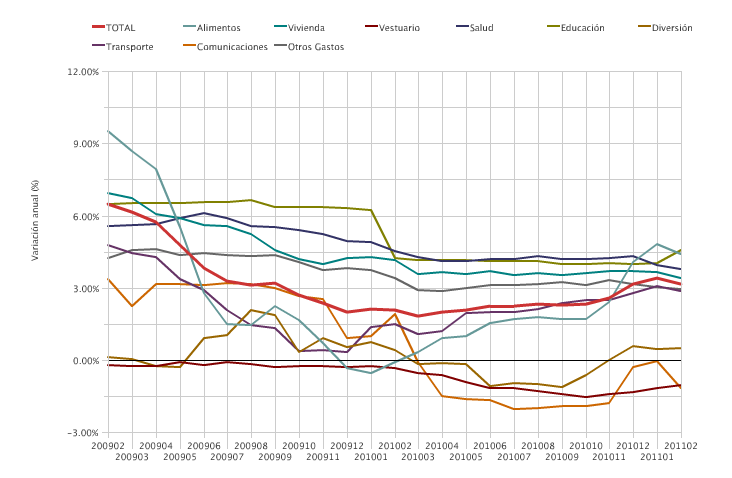 TOTAL Alimentos Vivienda Vestuario Salud Educación Diversión
Transporte Comunicaciones Otros Gastos
12.00%
9.00%
6.00%
3.00%
0.00%
-3.00%
Variación anual (%)
200902 200904 200906 200908 200910 200912 201002 201004 201006 201008 201010 201012 201102
200903 200905 200907 200909 200911 201001 201003 201005 201007 201009 201011 201101